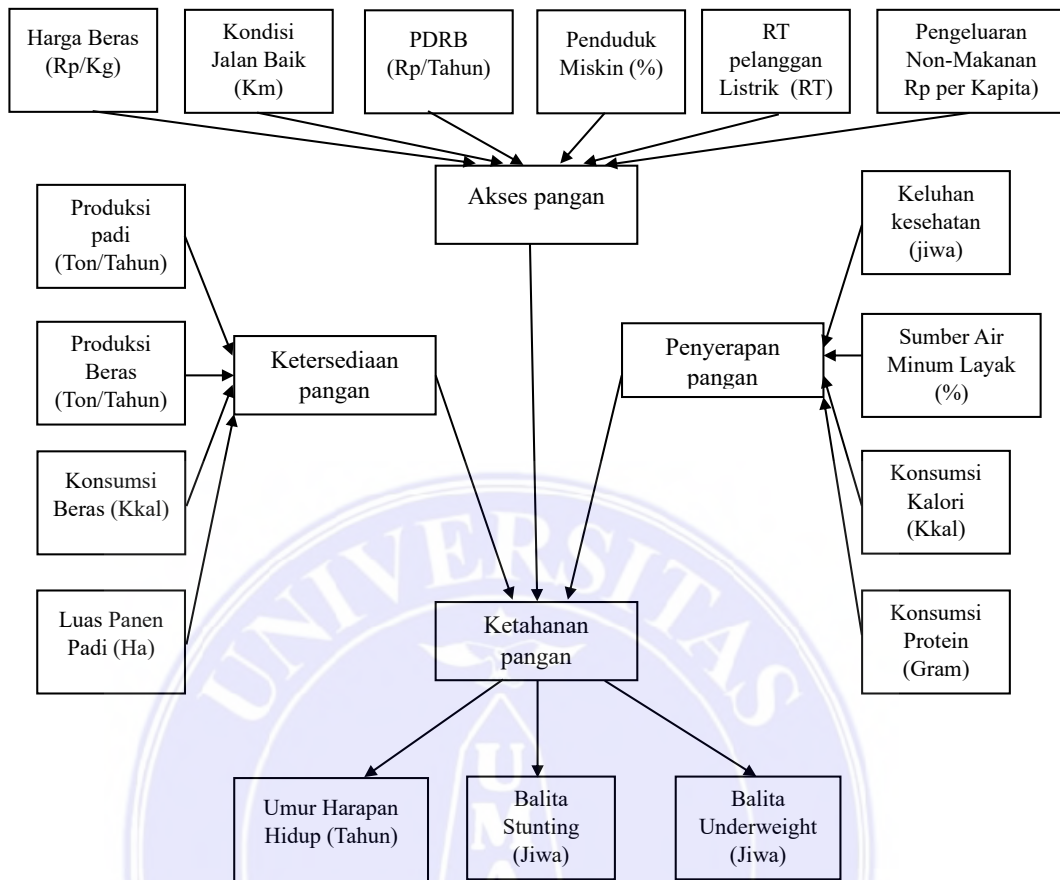 Harga Beras
(Rp/Kg)
Kondisi
Jalan Baik
(Km)
PDRB
(Rp/Tahun)
Penduduk
Miskin (%)
RT
pelanggan
Listrik (RT)
Pengeluaran
Non-Makanan
Rp per Kapita)
Akses pangan
Produksi
padi
(Ton/Tahun)
Keluhan
kesehatan
(jiwa)
Produksi
Beras
(Ton/Tahun)
Ketersediaan
pangan
Penyerapan
pangan
Sumber Air
Minum Layak
(%)
Konsumsi
Beras (Kkal)
Konsumsi
Kalori
(Kkal)
Luas Panen
Padi (Ha)
Ketahanan
pangan
Konsumsi
Protein
(Gram)
Umur Harapan
Hidup (Tahun)
Balita
Stunting
(Jiwa)
Balita
Underweight
(Jiwa)
UNIVERSITAS
U
M
A